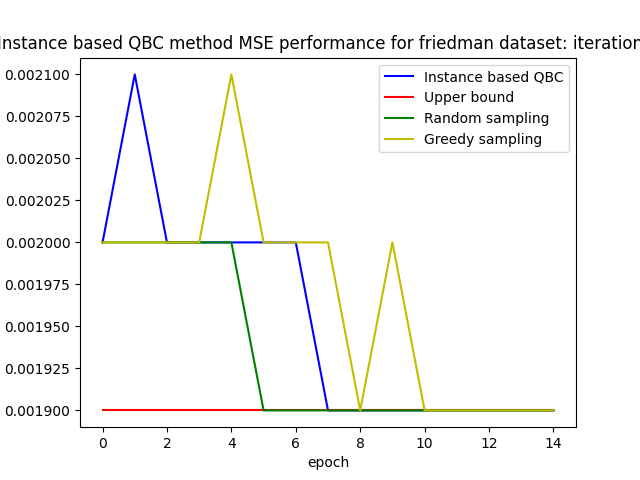 Instance based QBC method MSE performance for friedman dataset: iteration
0.002100
0.002075
0.002050
0.002025
0.002000
0.001975
0.001950
0.001925
0.001900
Instance based QBC
Upper bound
Random sampling
Greedy sampling
0 2 4 6 8 10 12 14
epoch